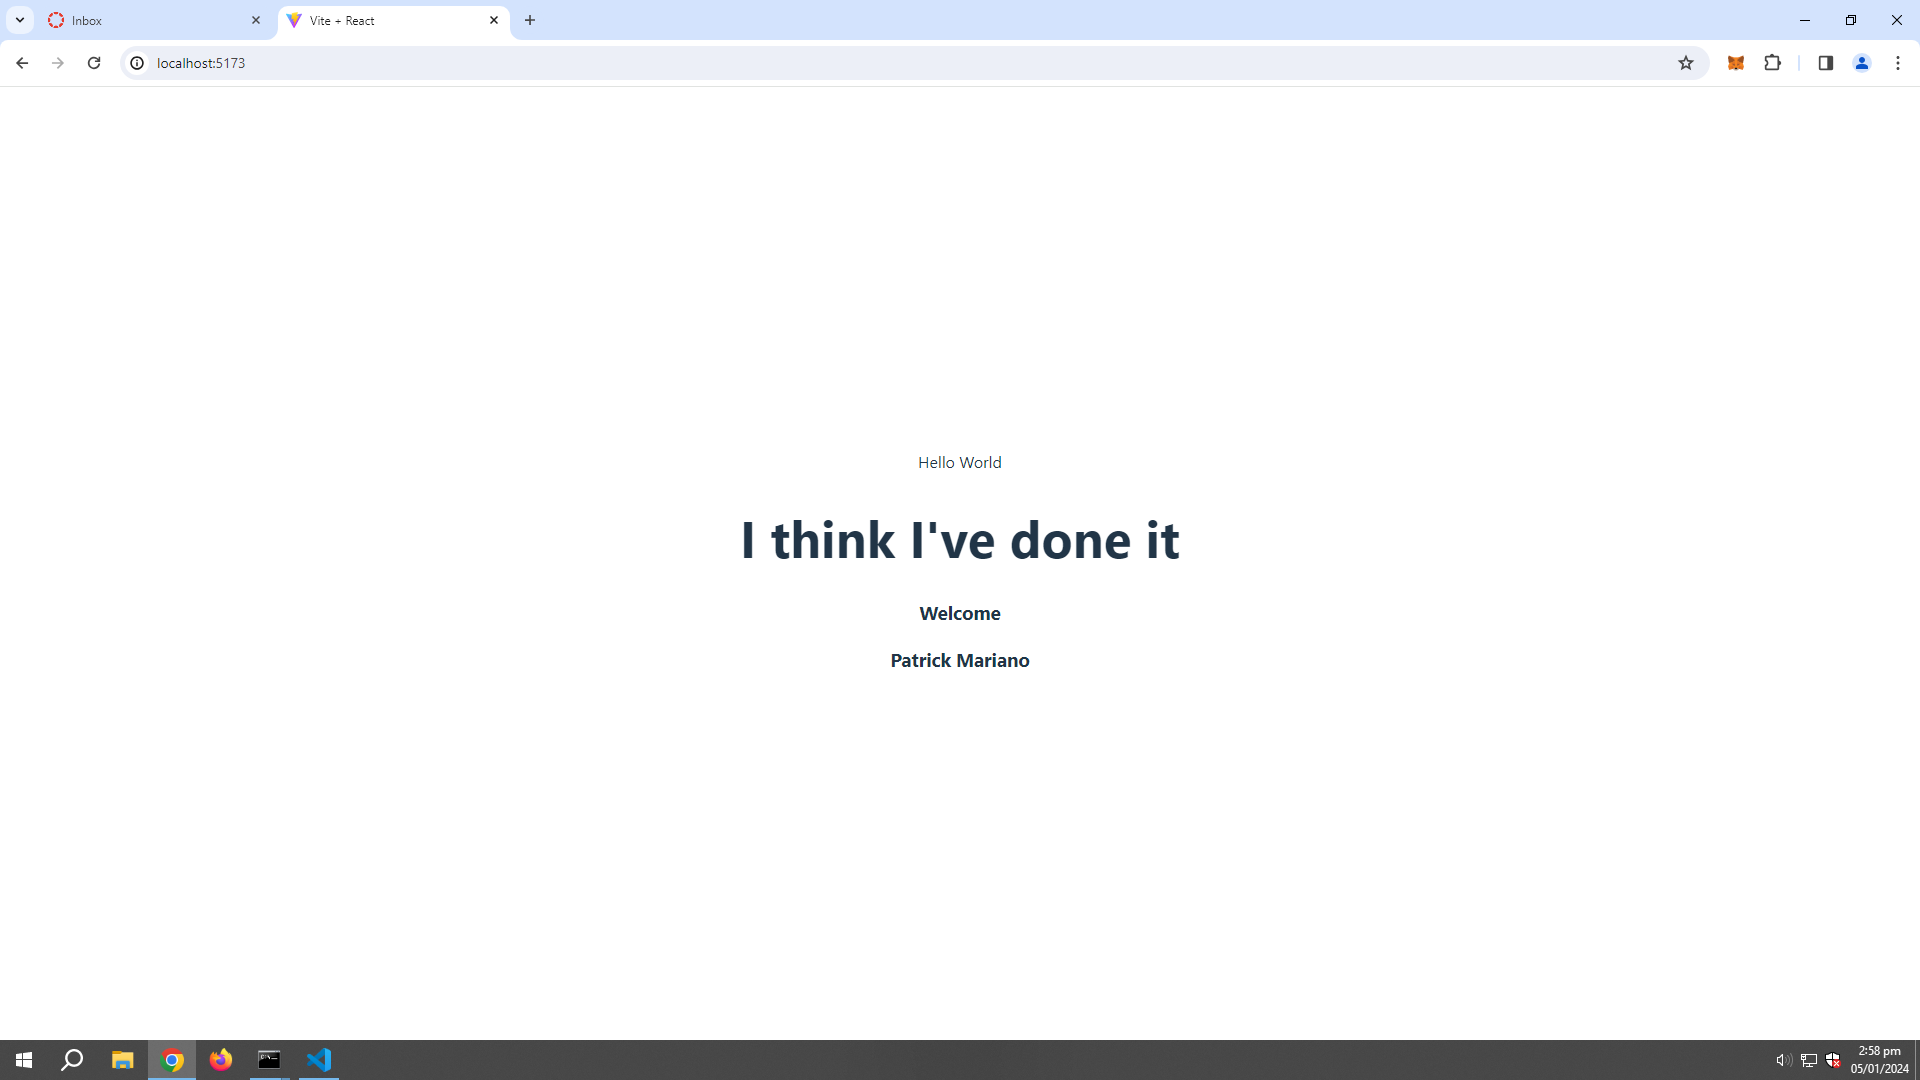 Inbox
Vite + React
localhost:5173
Hello World
I think I've done it
Welcome
Patrick Mariano
2:58 pm
05/01/2024